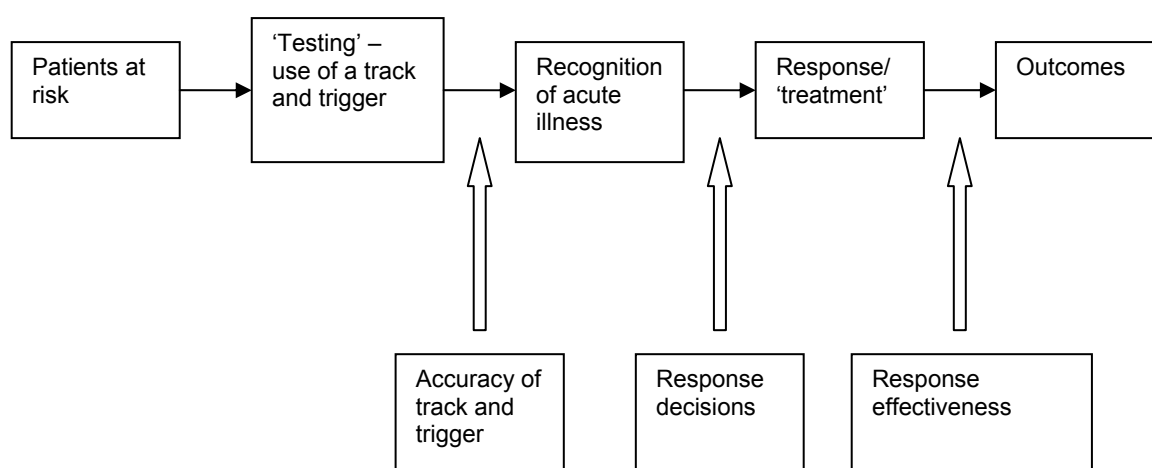 Patients at
risk
‘Testing’ –
use of a track
and trigger
Recognition
of acute
illness
Response/
‘treatment’
Outcomes
Accuracy of
track and
trigger
Response
decisions
Response
effectiveness